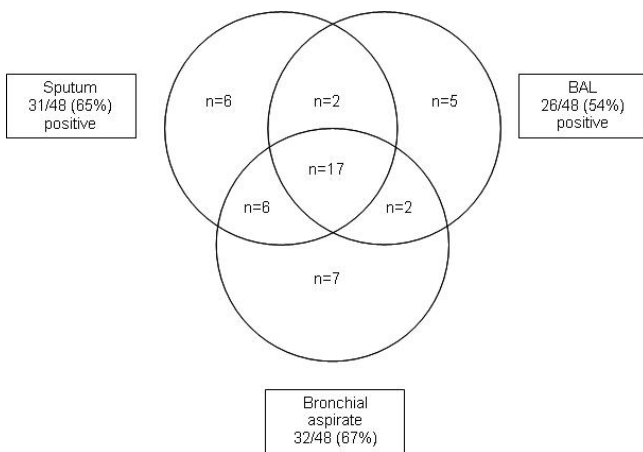 n=6
n=2
n=5
Sputum
31/48 (65%)
positive
BAL
26/48 (54%)
positive
n=17
n=6
n=2
n=7
Bronchial
aspirate
32/48 (67%)